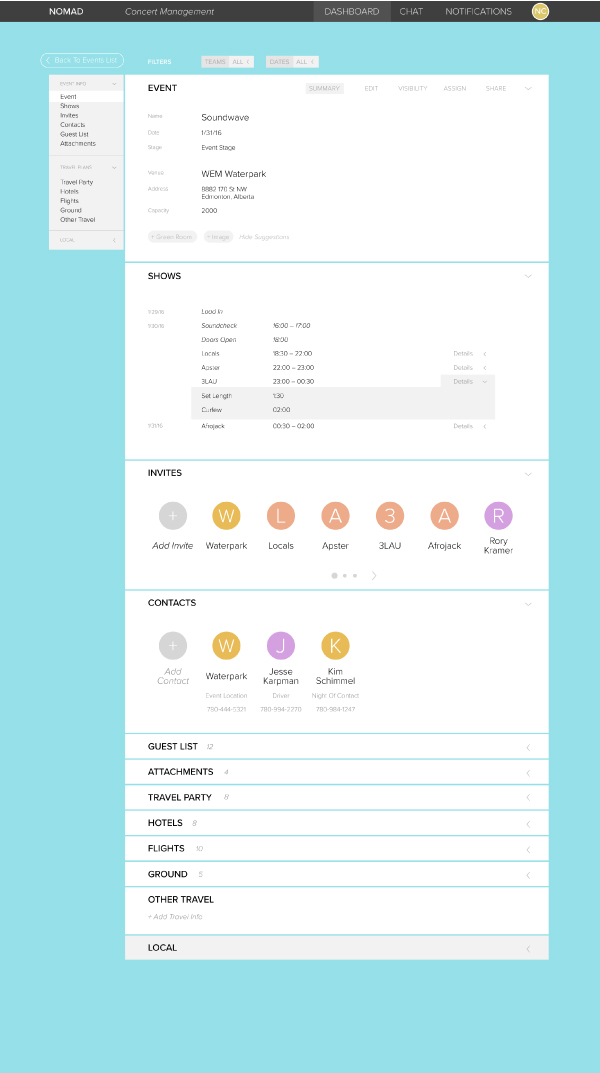 NOMAD Concert Management DASHBOARD CHAT NOTIFICATIONS NC
Back To Events List FILTERS TEAMS ALL DATES ALL
EVENT INFO
Event
Shows
Invites
Contacts
Guest List
Attachments
TRAVEL
Travel Party
Hotels
Flights
Ground
Other Travel
LOCAL
EVENT SUMMARY EDIT VISIBILITY ASSIGN SHARE
Name Soundwave
Date 1/31/16
Stage Event Stage
Venue WEM Waterpark
Address 8882 170 St NW
Edmonton, Alberta
Capacity 2000
+ Green Room + Image Hide Suggestions
SHOWS
Load In
1/30/16 Soundcheck 16:00 – 17:00
Doors Open 18:00
Locals 18:30 – 22:00 Details
Apster 22:00 – 23:00 Details
3LAU 23:00 – 00:30 Details
Set Length 1:30
Curfew 02:00
1/31/16 Afrojack 00:30 – 02:00 Details
INVITES
+ W L A 3 A R
Add Invite Waterpark Locals Apster 3LAU Afrojack Rory
Kramer
CONTACTS
+ W J K
Add Contact Waterpark Jesse Karpman Kim Schimmel
Event Location Driver Night Of Contact
790-444-5321 780-994-2270 780-984-1247
GUEST LIST 12
ATTACHMENTS 4
TRAVEL PARTY 8
HOTELS 8
FLIGHTS 10
GROUND 5
OTHER TRAVEL
+ Add Travel Info
LOCAL